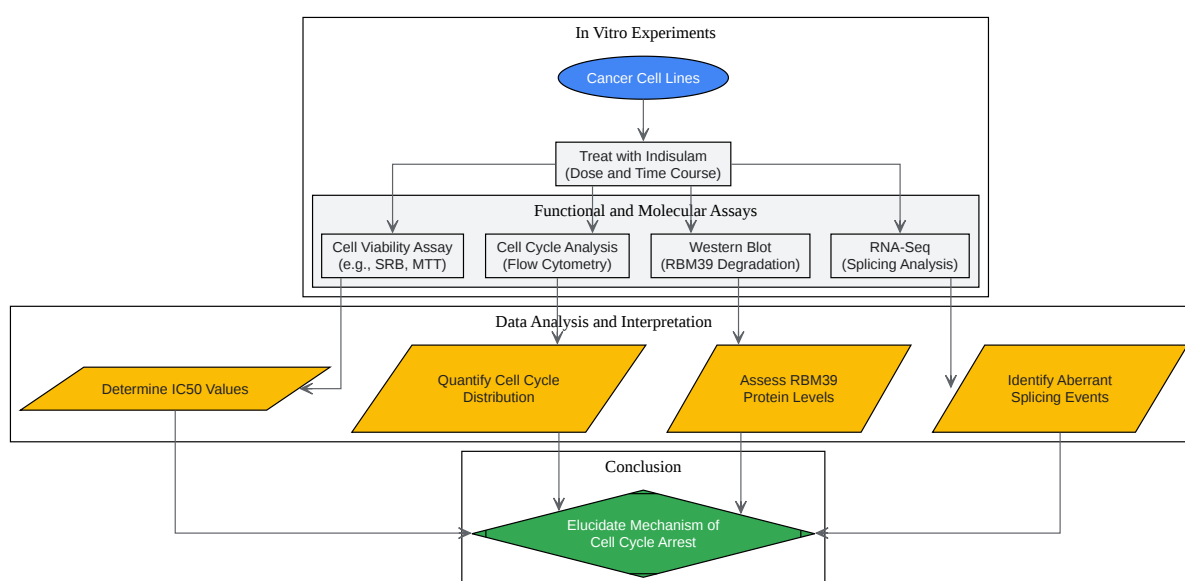 In Vitro Experiments
Cancer Cell Lines
Treat with Indisulam
(Dose and Time Course)
Functional and Molecular Assays
Cell Viability Assay
(e.g., SRB, MTT)
Cell Cycle Analysis
(Flow Cytometry)
Western Blot
(RBM39 Degradation)
RNA-Seq
(Splicing Analysis)
Data Analysis and Interpretation
Determine IC50 Values
Quantify Cell Cycle
Distribution
Assess RBM39
Protein Levels
Identify Aberrant
Splicing Events
Conclusion
Elucidate Mechanism of
Cell Cycle Arrest